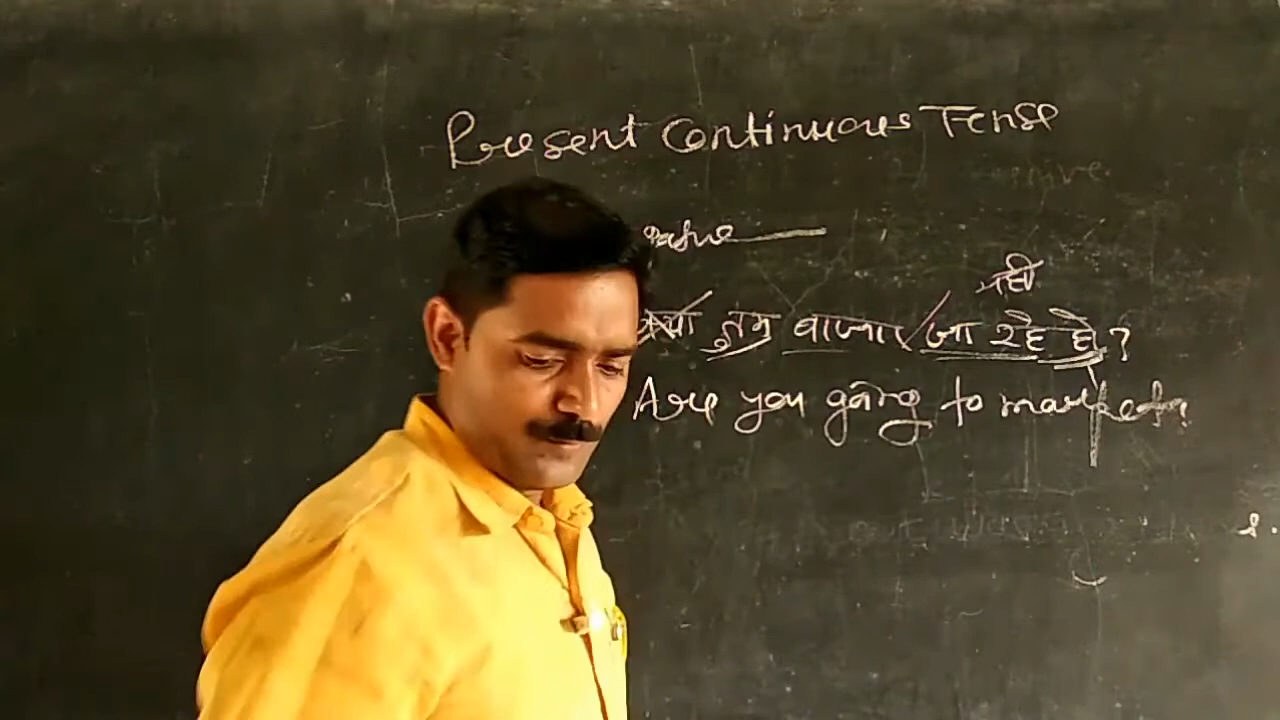 Present Continuous Tense
नही
क्या तुम बाजार जा रहे हो?
Are you going to market?